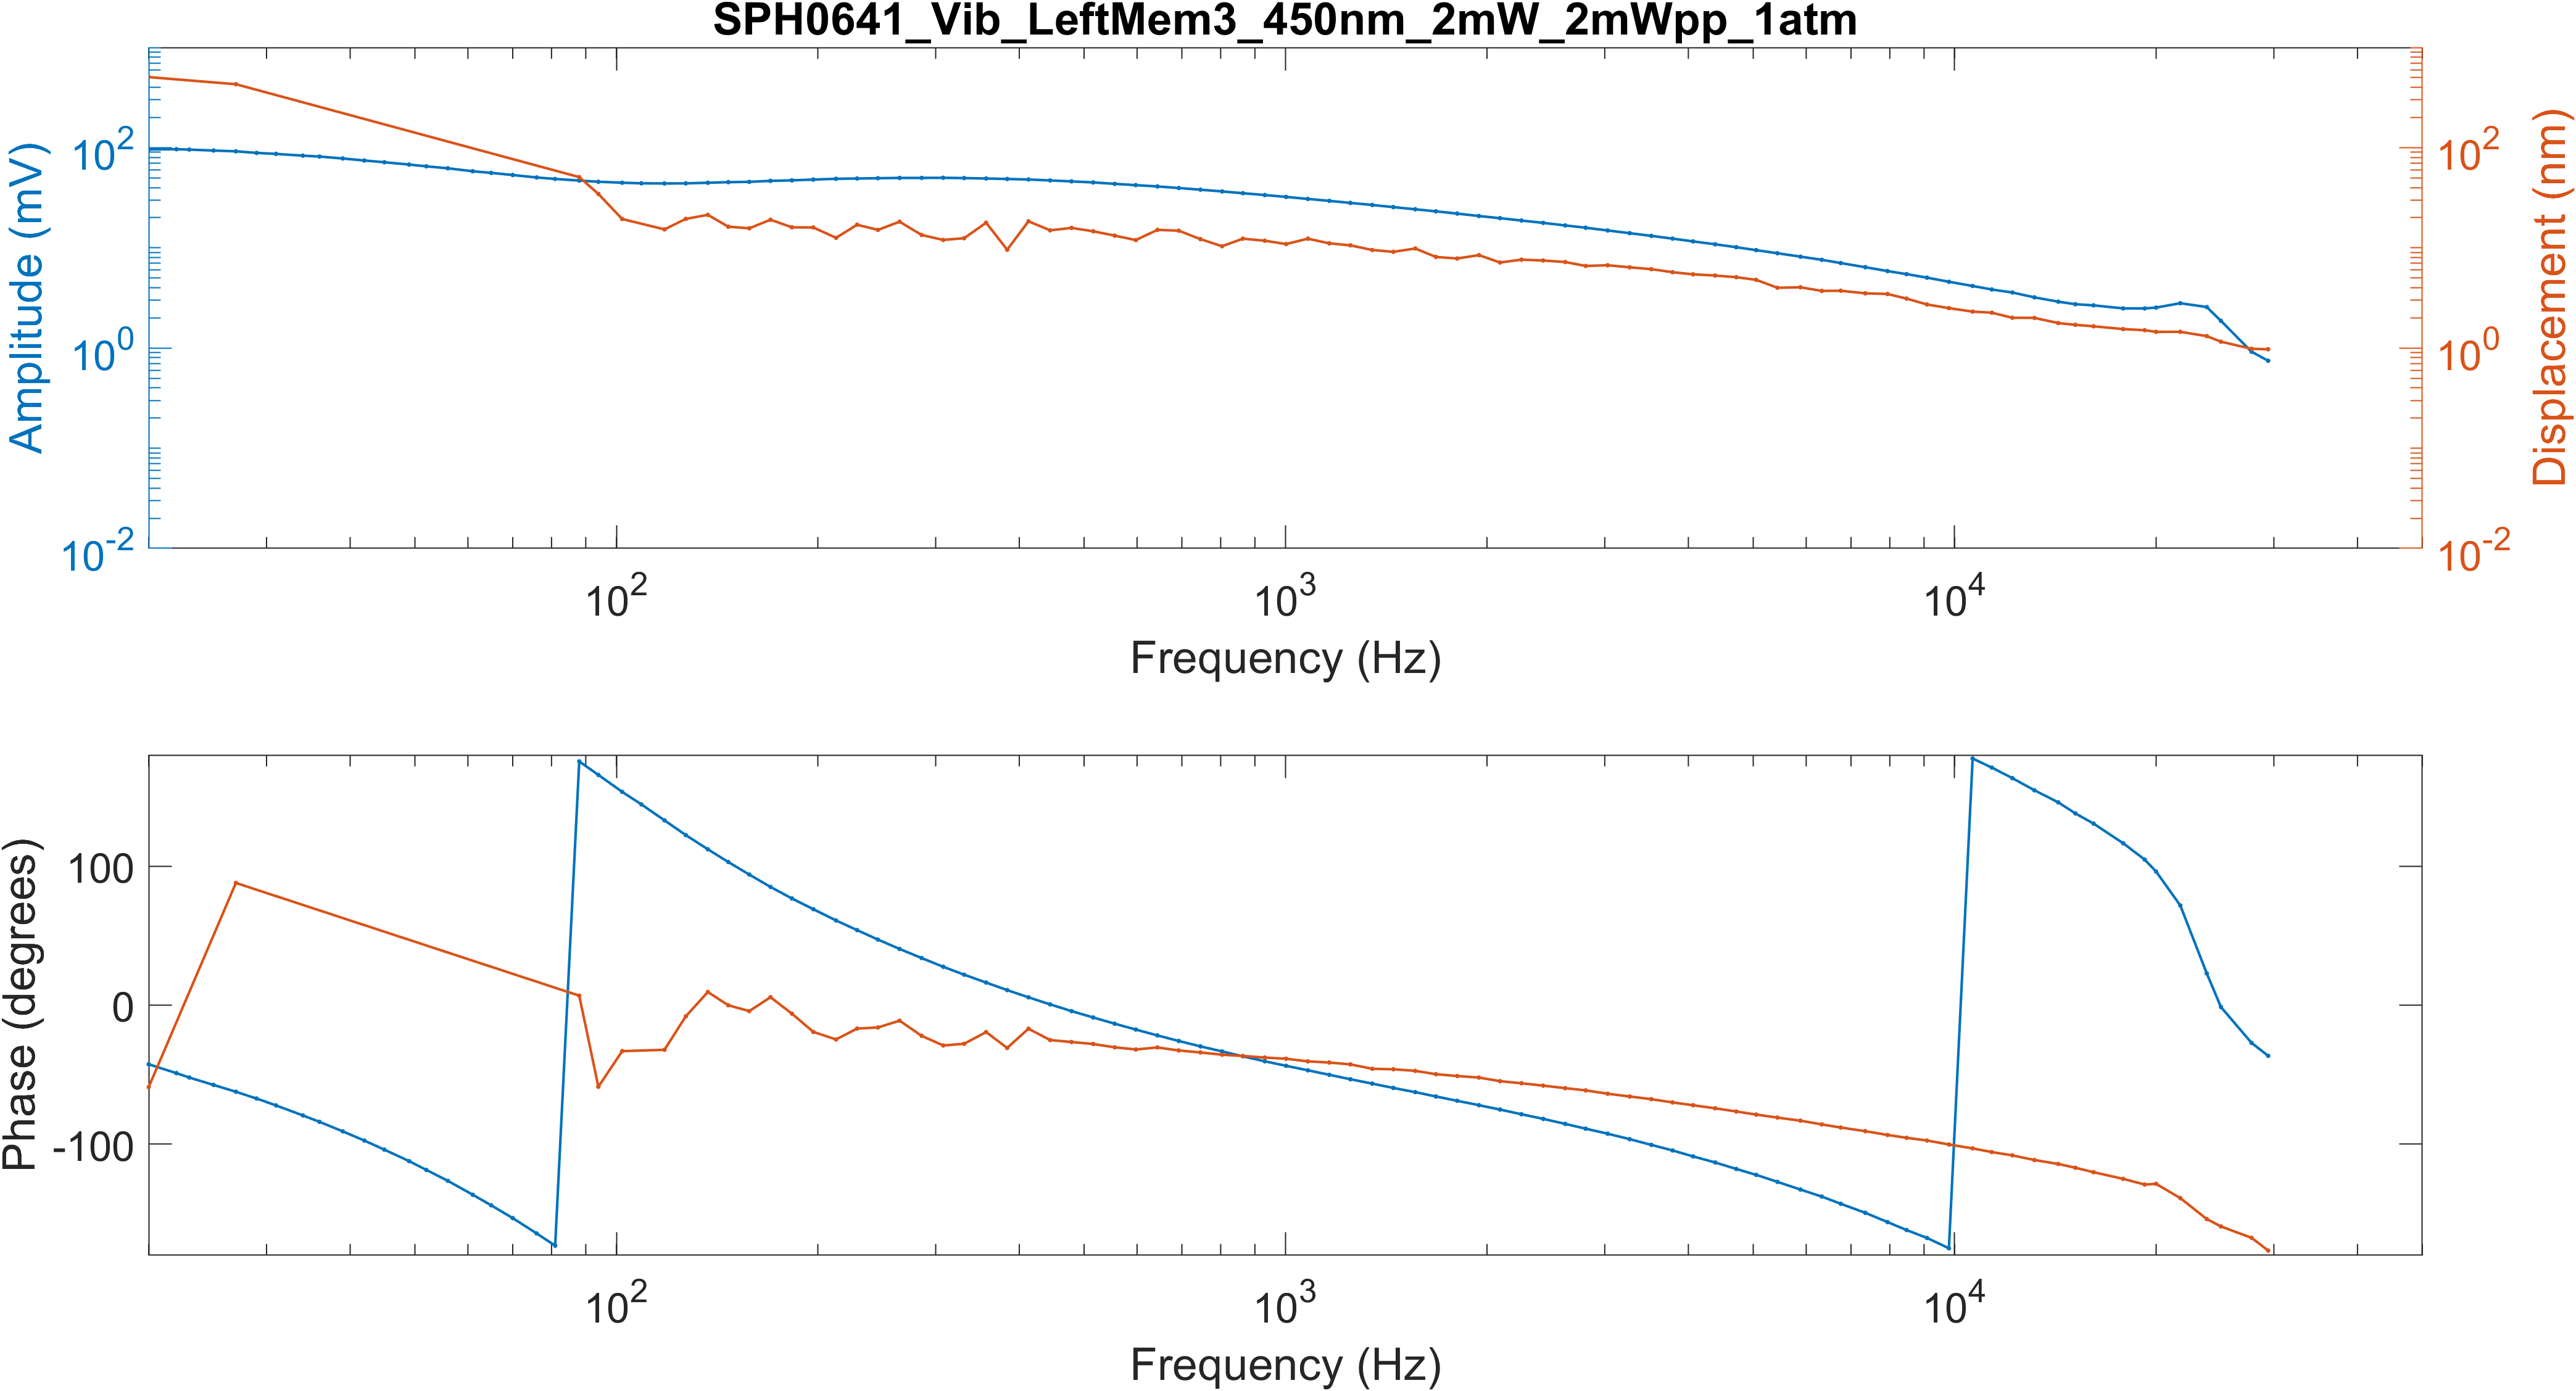 SPH0641_Vib_LeftMem3_450nm_2mW_2mWpp_1atm
Amplitude (mV)
10^2
10^0
10^-2
Displacement (nm)
10^2
10^0
10^-2
10^2 10^3 10^4
Frequency (Hz)
Phase (degrees)
100
0
-100
10^2 10^3 10^4
Frequency (Hz)